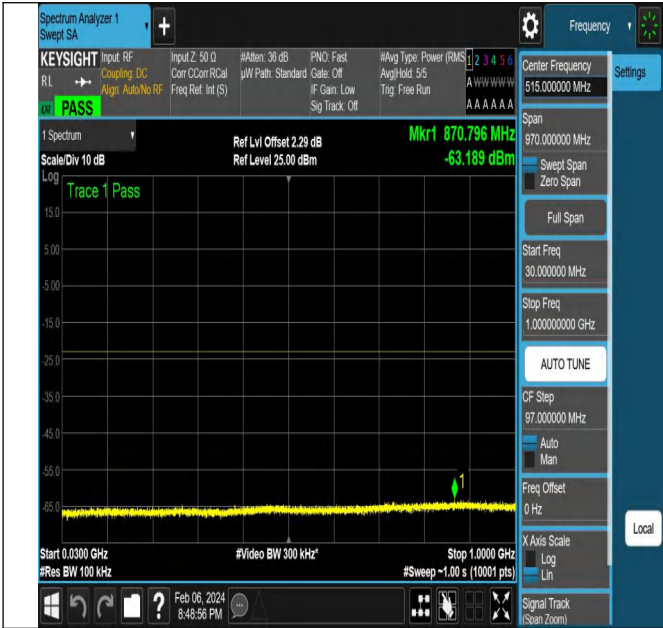 Spectrum Analyzer 1
Swept SA
Frequency
KEYSIGHT
RL
PASS
Input: RF
Coupling: DC
Align: Auto/No RF
Input Z: 50 Ω
Corr CCorr RCal
Freq Ref: Int (S)
#Atten: 36 dB
µW Path: Standard
PNO: Fast
Gate: Off
IF Gain: Low
Sig Track: Off
#Avg Type: Power (RMS
Avg|Hold: 5/5
Trig: Free Run
1 2 3 4 5 6
A W W W W W
A A A A A A
1 Spectrum
Scale/Div 10 dB
Log
Ref Lvl Offset 2.29 dB
Ref Level 25.00 dBm
Mkr1 870.796 MHz
-63.189 dBm
Trace 1 Pass
15.0
5.00
-5.00
-15.0
-25.0
-35.0
-45.0
-55.0
-65.0
1
Start 0.0300 GHz
#Res BW 100 kHz
#Video BW 300 kHz*
Stop 1.0000 GHz
#Sweep ~1.00 s (10001 pts)
Feb 06, 2024
8:48:56 PM
Center Frequency
515.000000 MHz
Settings
Span
970.000000 MHz
Swept Span
Zero Span
Full Span
Start Freq
30.000000 MHz
Stop Freq
1.000000000 GHz
AUTO TUNE
CF Step
97.000000 MHz
Auto
Man
Freq Offset
0 Hz
Local
X Axis Scale
Log
Lin
Signal Track
(Span Zoom)